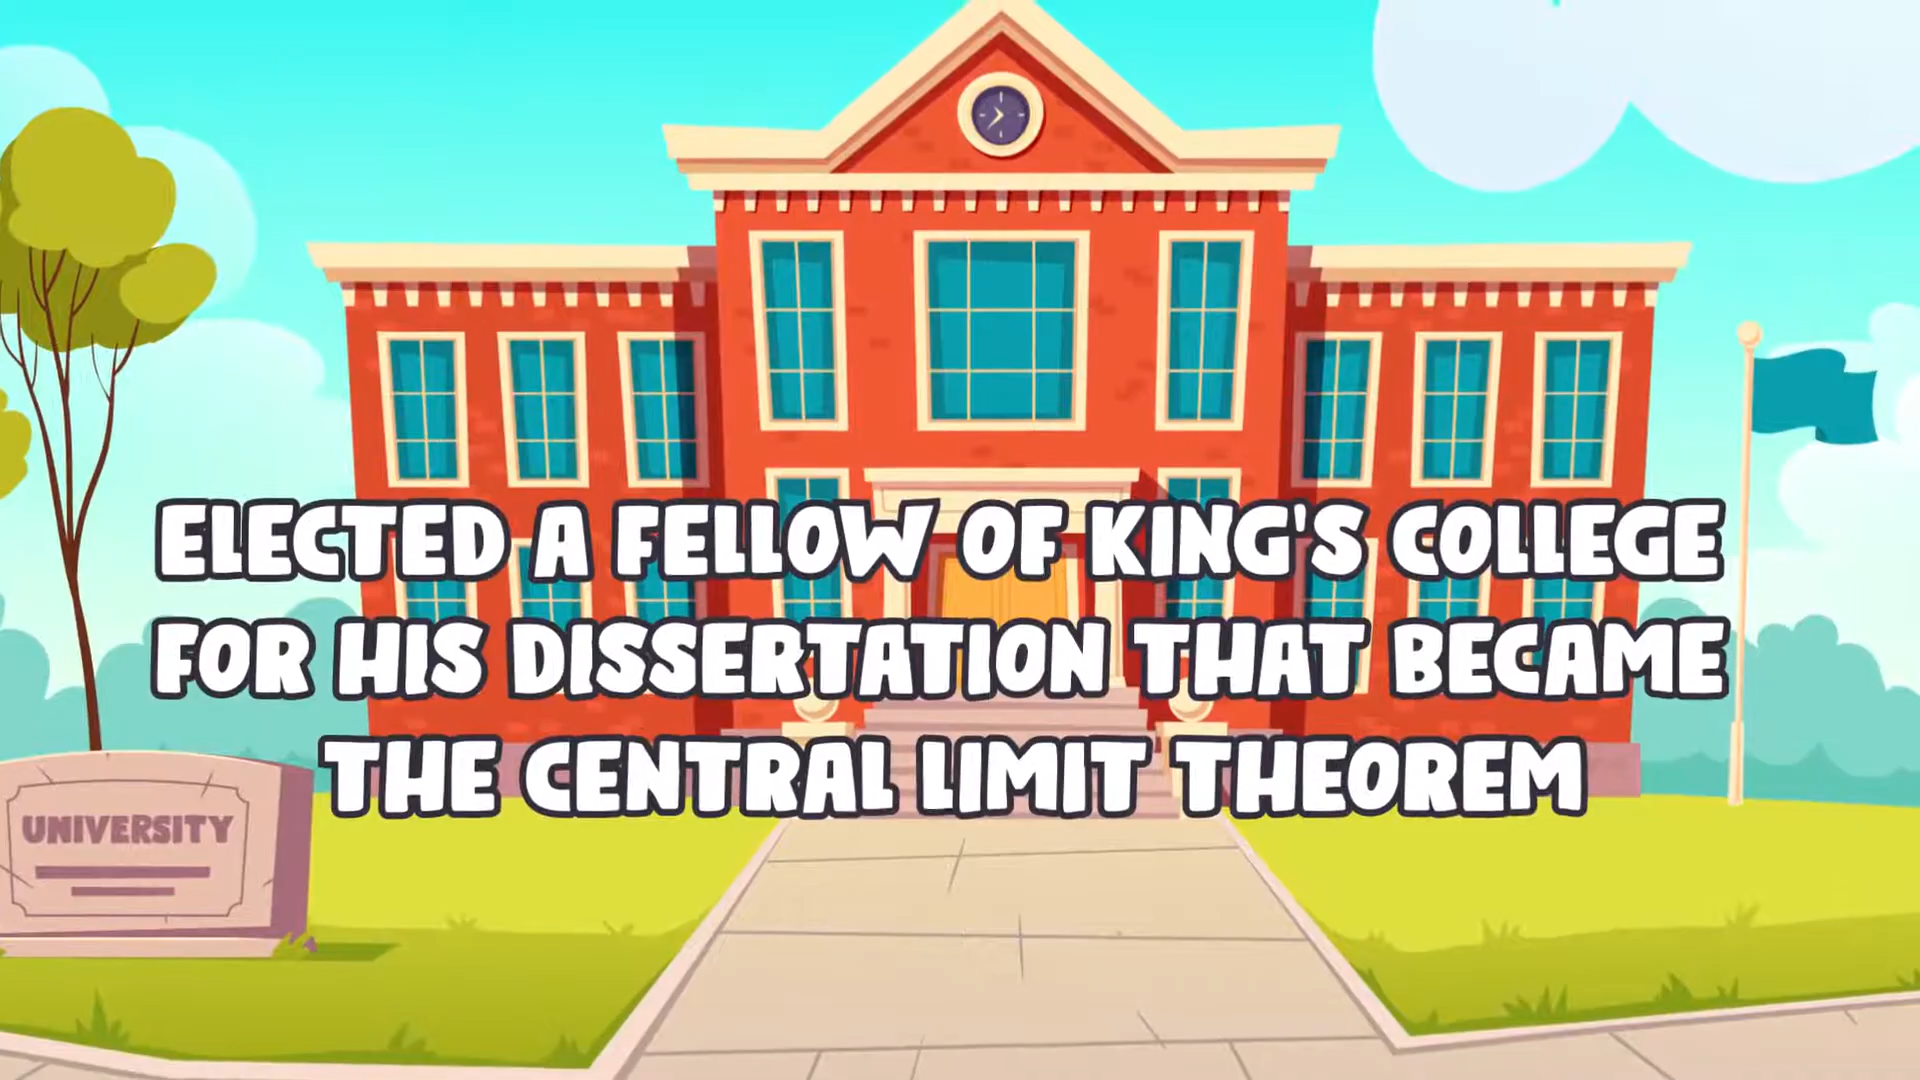 ELECTED A FELLOW OF KING'S COLLEGE
FOR HIS DISSERTATION THAT BECAME
THE CENTRAL LIMIT THEOREM
UNIVERSITY